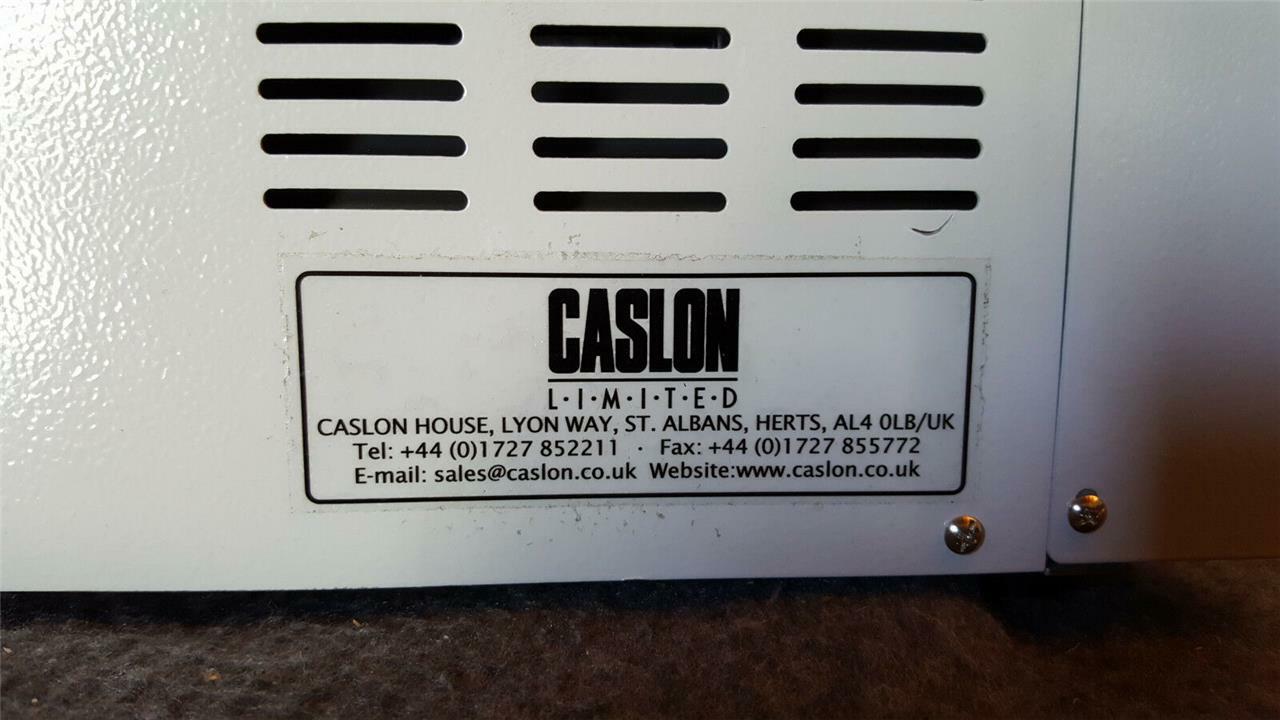 CASLON
L·I·M·I·T·E·D
CASLON HOUSE, LYON WAY, ST. ALBANS, HERTS, AL4 0LB/UK
Tel: +44 (0)1727 852211 · Fax: +44 (0)1727 855772
E-mail: sales@caslon.co.uk Website:www.caslon.co.uk